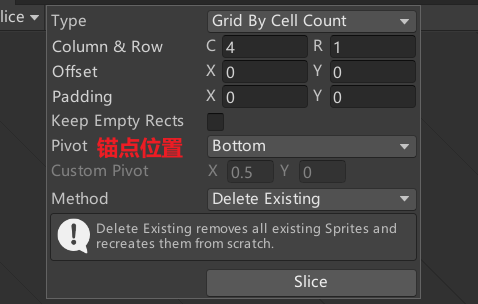 lice
Type Grid By Cell Count
Column & Row C 4 R 1
Offset X 0 Y 0
Padding X 0 Y 0
Keep Empty Rects
Pivot 锚点位置 Bottom
Custom Pivot X 0.5 Y 0
Method Delete Existing
Delete Existing removes all existing Sprites and
recreates them from scratch.
Slice